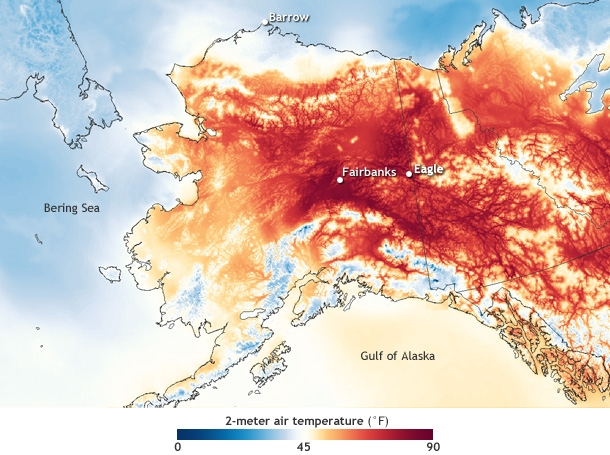 Barrow
Fairbanks
Eagle
Bering Sea
Gulf of Alaska
2-meter air temperature (°F)
0 45 90